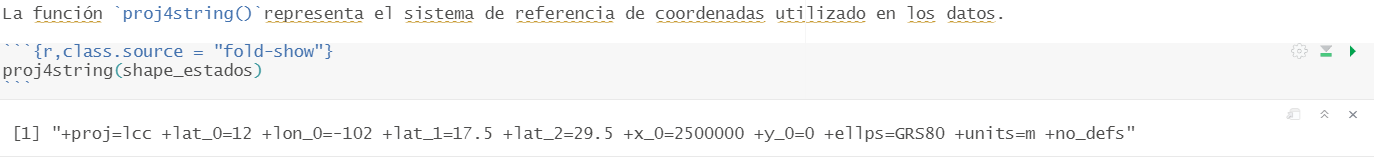 La función `proj4string()`representa el sistema de referencia de coordenadas utilizado en los datos.
```{r,class.source = "fold-show"}
proj4string(shape_estados)
```
[1] "+proj=lcc +lat_0=12 +lon_0=-102 +lat_1=17.5 +lat_2=29.5 +x_0=2500000 +y_0=0 +ellps=GRS80 +units=m +no_defs"